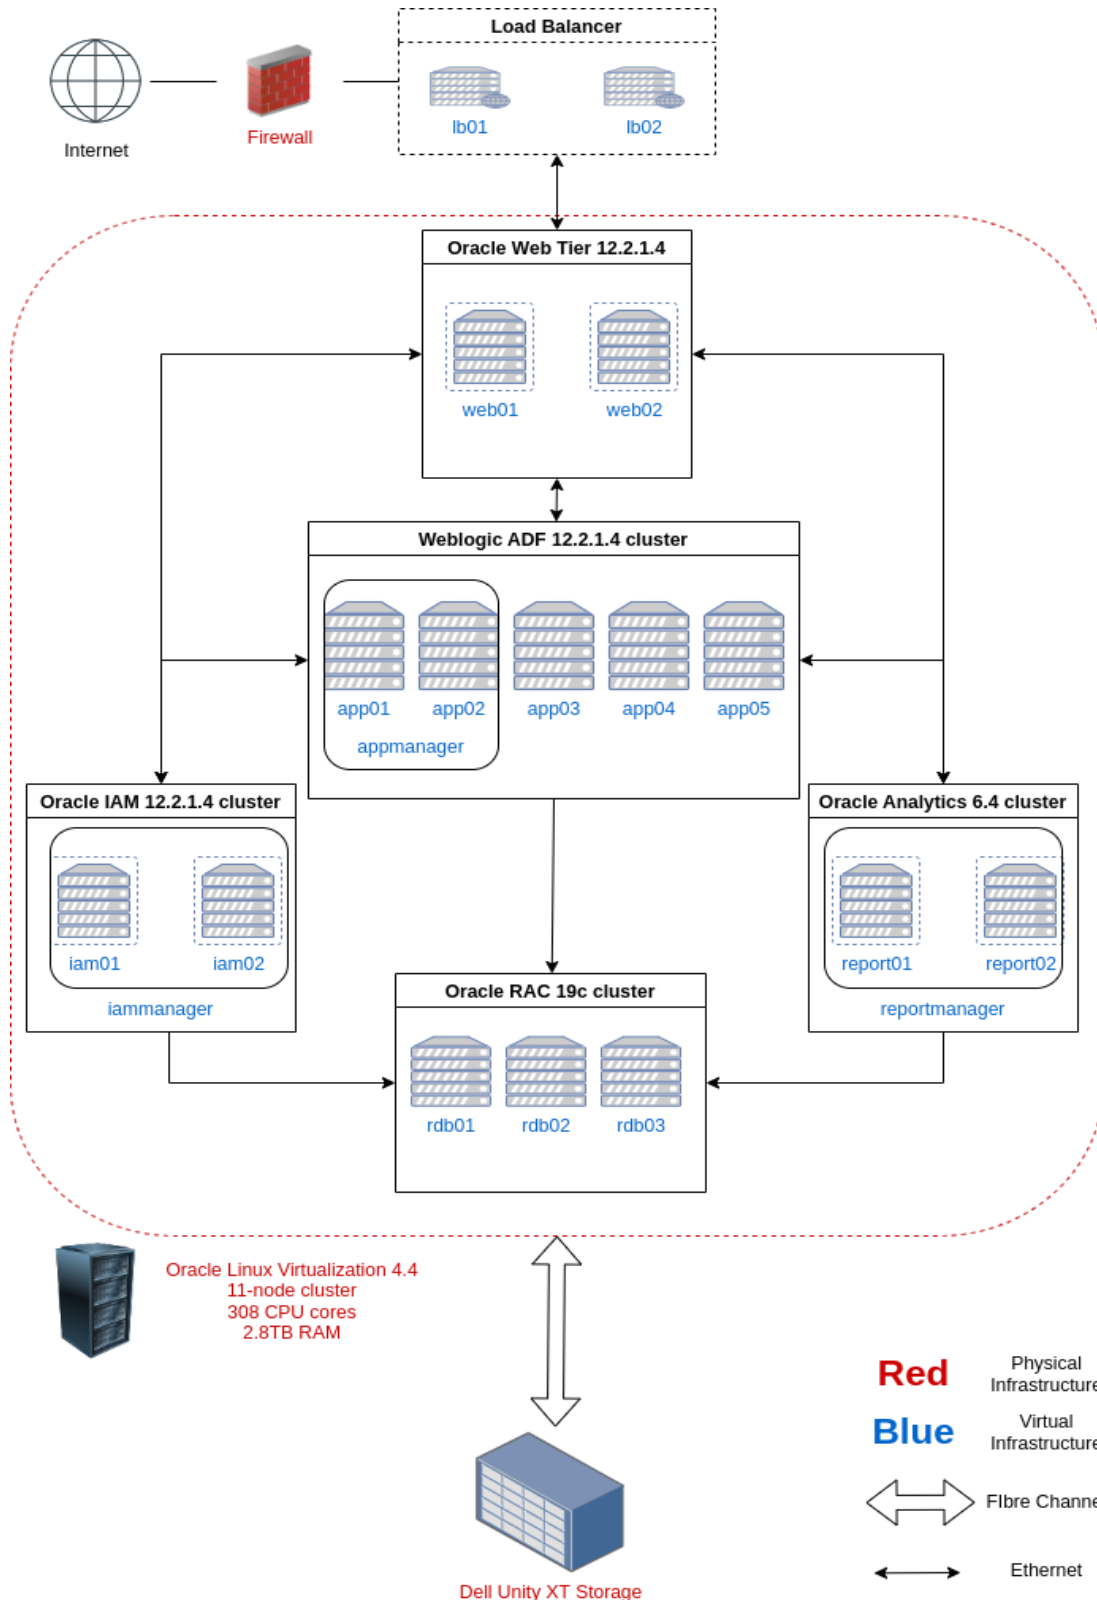 Load Balancer
lb01
lb02
Internet
Firewall
Oracle Web Tier 12.2.1.4
web01
web02
Weblogic ADF 12.2.1.4 cluster
app01
app02
app03
app04
app05
appmanager
Oracle IAM 12.2.1.4 cluster
iam01
iam02
iammanager
Oracle Analytics 6.4 cluster
report01
report02
reportmanager
Oracle RAC 19c cluster
rdb01
rdb02
rdb03
Oracle Linux Virtualization 4.4
11-node cluster
308 CPU cores
2.8TB RAM
Red
Physical
Infrastructure
Blue
Virtual
Infrastructure
FIbre Channe
Ethernet
Dell Unity XT Storage